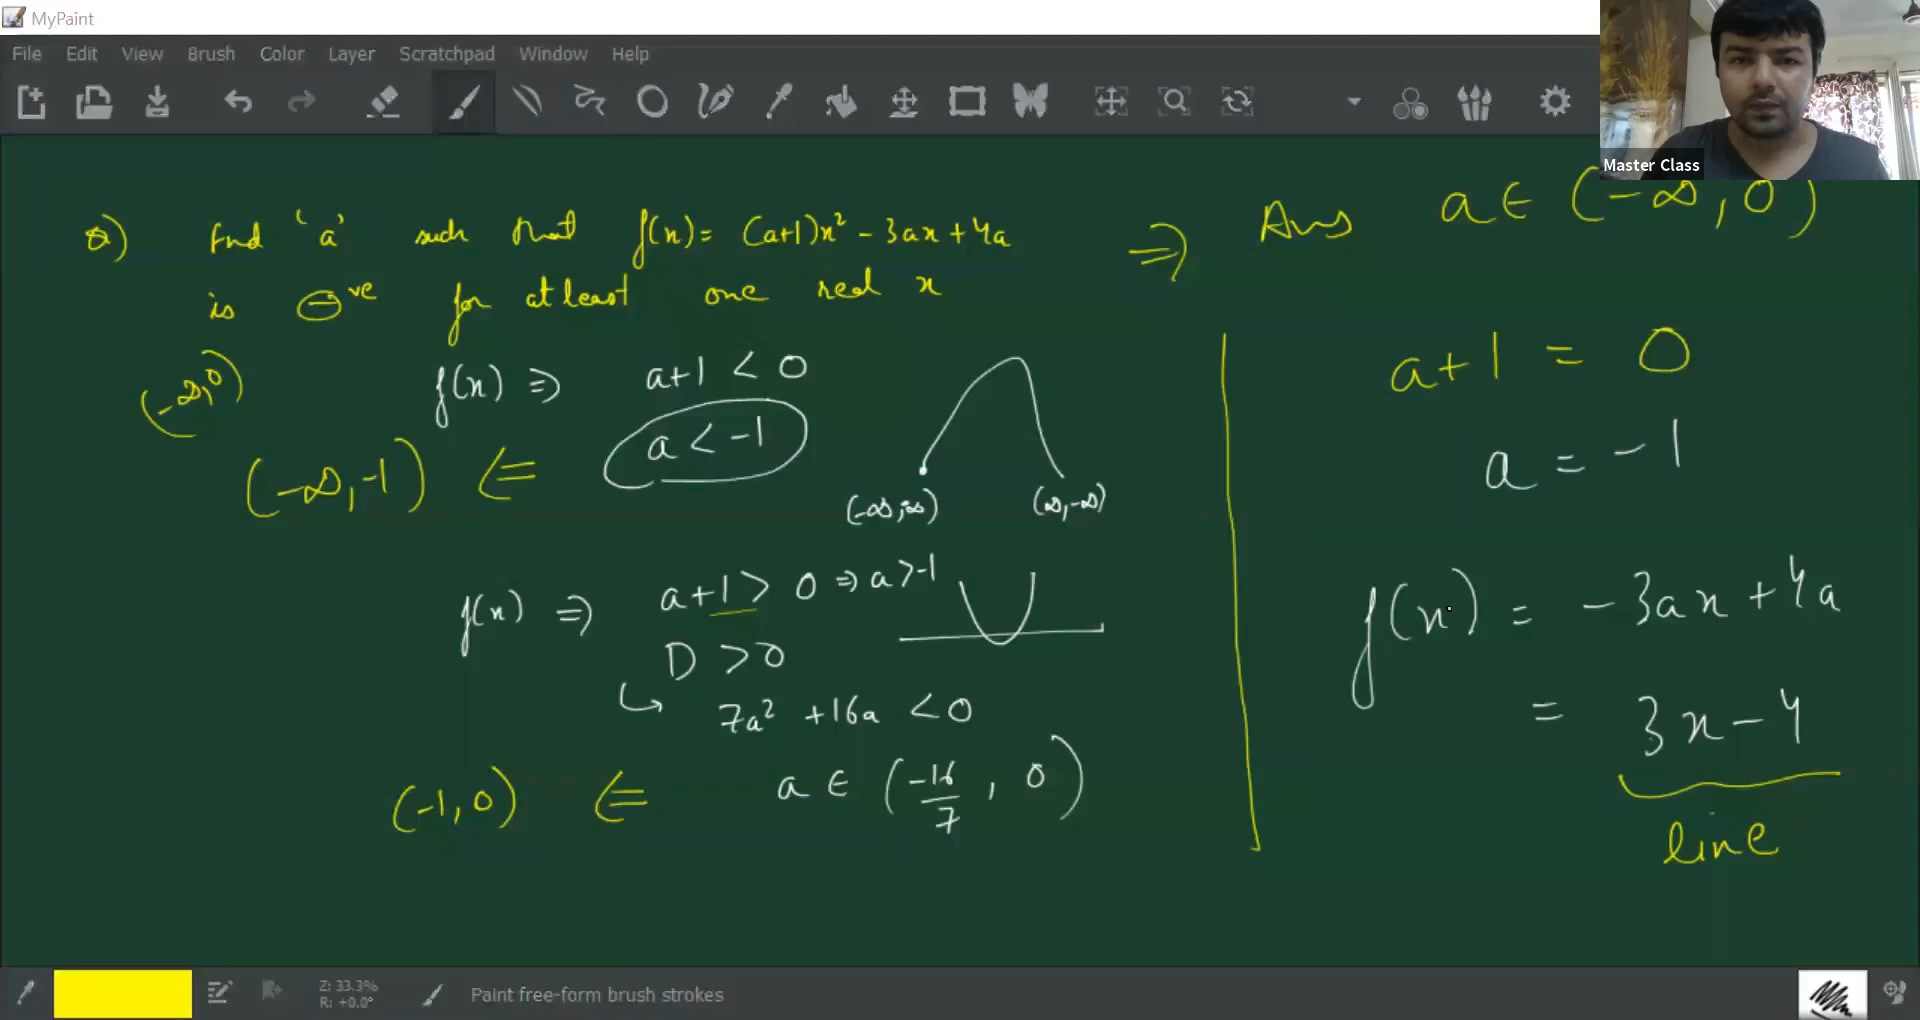 MyPaint
File Edit View Brush Color Layer Scratchpad Window Help
Master Class
Q) Find 'a' such that f(x) = (a+1)x² - 3ax + 4a
is ⊖ve for at least one real x
⇒ Ans a ∈ (-∞, 0)
(-∞, 0)
f(x) ⇒ a+1 < 0
a < -1
(-∞, -1) ⇐
(-∞, ∞) (∞, -∞)
f(x) ⇒ a+1 > 0 ⇒ a > -1
D > 0
↳ 7a² + 16a < 0
(-1, 0) ⇐ a ∈ (-16/7, 0)
a + 1 = 0
a = -1
f(x) = -3ax + 4a
= 3x - 4
line
Z: 33.3%
R: +0.0°
Paint free-form brush strokes